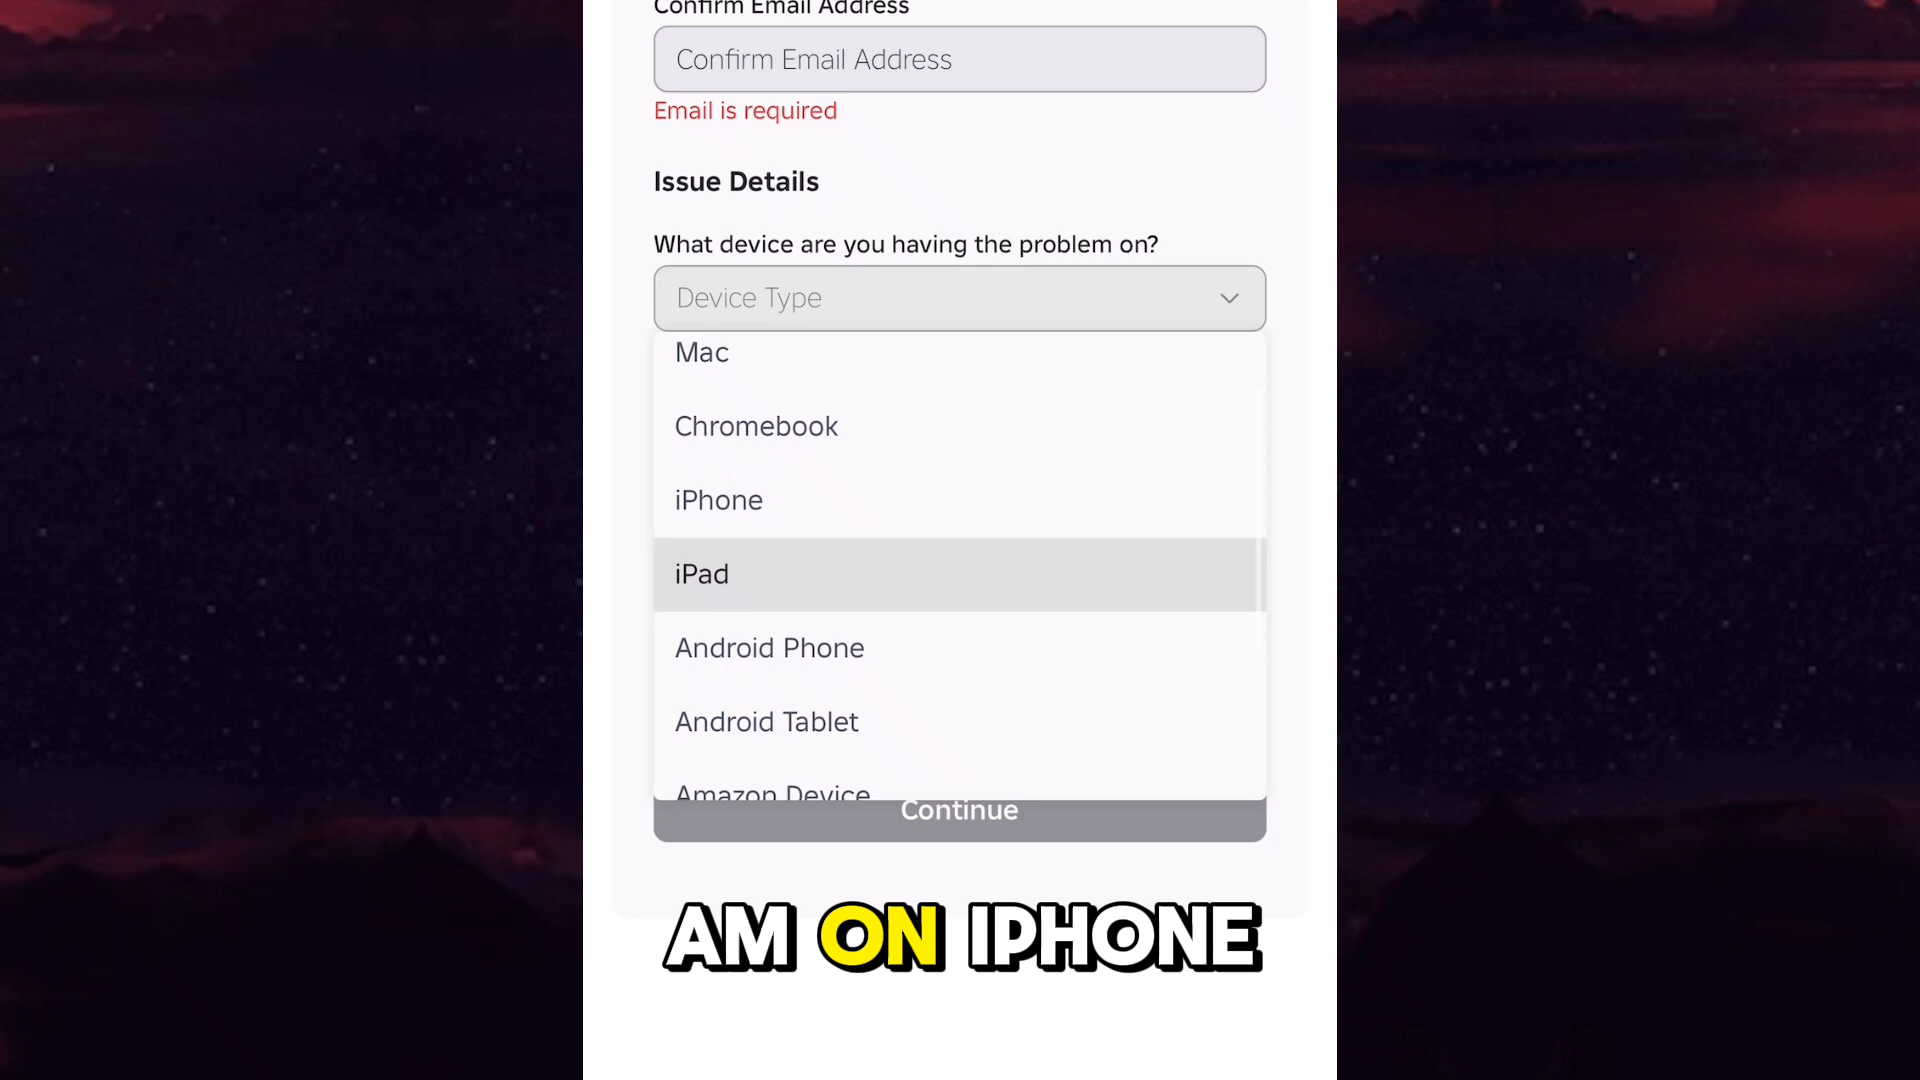 Confirm Email Address
Confirm Email Address
Email is required
Issue Details
What device are you having the problem on?
Device Type
Mac
Chromebook
iPhone
iPad
Android Phone
Android Tablet
Amazon Device
Continue
AM ON IPHONE